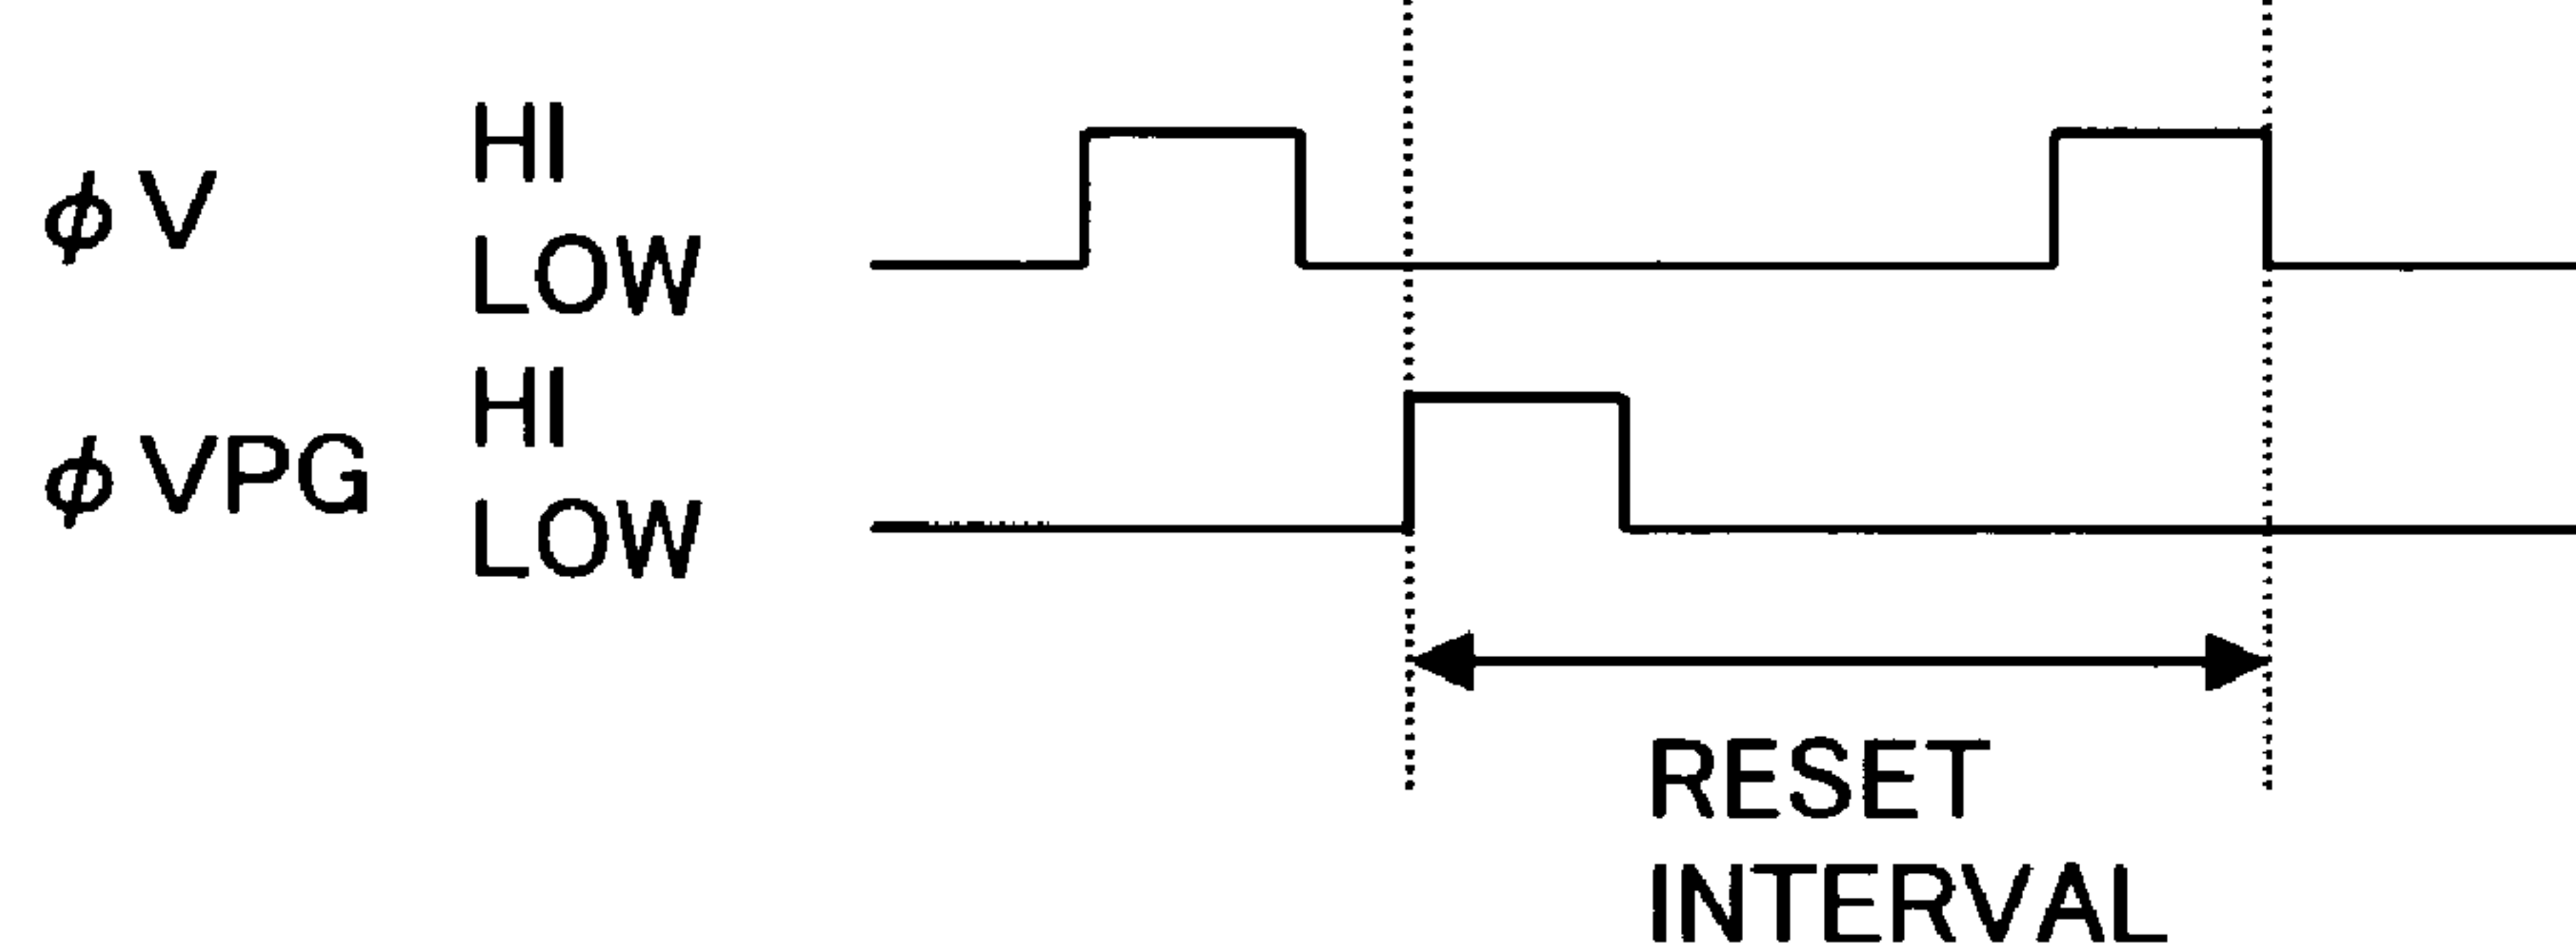 φV
HI
LOW
φVPG
HI
LOW
RESET
INTERVAL